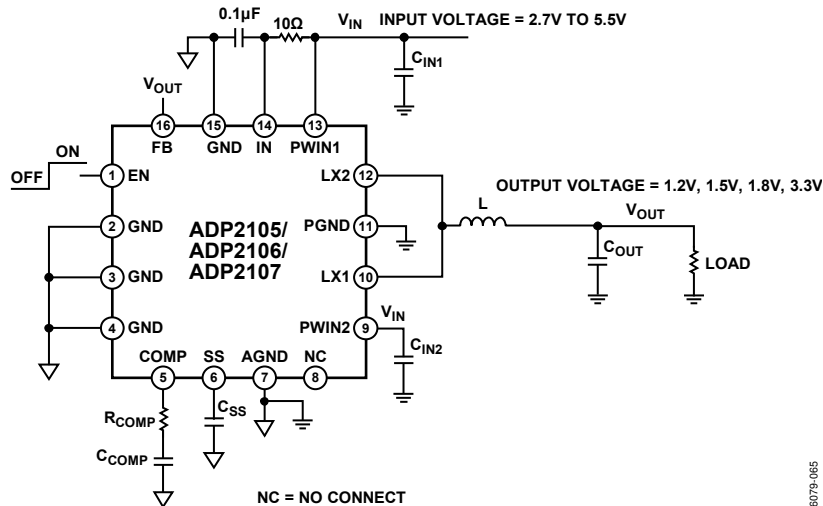 0.1µF
10Ω
VIN
INPUT VOLTAGE = 2.7V TO 5.5V
CIN1
VOUT
16
15
14
13
FB
GND
IN
PWIN1
ON
OFF
1
EN
LX2
12
OUTPUT VOLTAGE = 1.2V, 1.5V, 1.8V, 3.3V
L
VOUT
2
GND
ADP2105/
ADP2106/
ADP2107
PGND
11
COUT
LOAD
3
GND
LX1
10
4
GND
VIN
PWIN2
9
CIN2
COMP
SS
AGND
NC
5
6
7
8
RCOMP
CSS
CCOMP
NC = NO CONNECT
6079-065